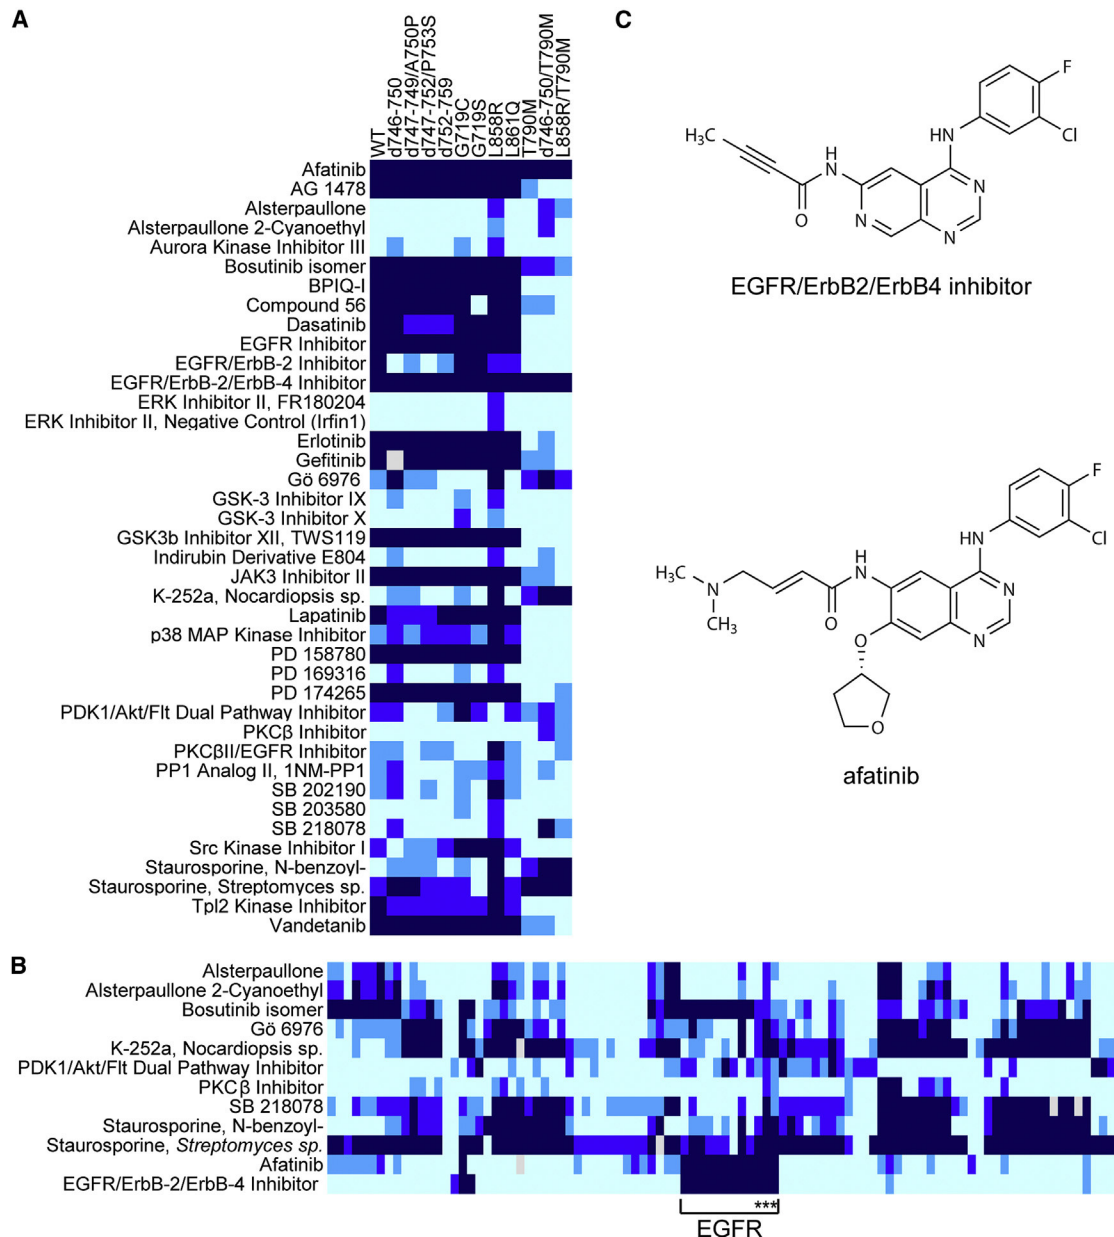 A
WT
d746-750
d747-749/A750P
d747-752/P753S
d752-759
G719C
G719S
L858R
L861Q
T790M
d746-750/T790M
L858R/T790M
Afatinib
AG 1478
Alsterpaullone
Alsterpaullone 2-Cyanoethyl
Aurora Kinase Inhibitor III
Bosutinib isomer
BPIQ-I
Compound 56
Dasatinib
EGFR Inhibitor
EGFR/ErbB-2 Inhibitor
EGFR/ErbB-2/ErbB-4 Inhibitor
ERK Inhibitor II, FR180204
ERK Inhibitor II, Negative Control (Irfin1)
Erlotinib
Gefitinib
Gö 6976
GSK-3 Inhibitor IX
GSK-3 Inhibitor X
GSK3b Inhibitor XII, TWS119
Indirubin Derivative E804
JAK3 Inhibitor II
K-252a, Nocardiopsis sp.
Lapatinib
p38 MAP Kinase Inhibitor
PD 158780
PD 169316
PD 174265
PDK1/Akt/Flt Dual Pathway Inhibitor
PKCβ Inhibitor
PKCβII/EGFR Inhibitor
PP1 Analog II, 1NM-PP1
SB 202190
SB 203580
SB 218078
Src Kinase Inhibitor I
Staurosporine, N-benzoyl-
Staurosporine, Streptomyces sp.
Tpl2 Kinase Inhibitor
Vandetanib
B
Alsterpaullone
Alsterpaullone 2-Cyanoethyl
Bosutinib isomer
Gö 6976
K-252a, Nocardiopsis sp.
PDK1/Akt/Flt Dual Pathway Inhibitor
PKCβ Inhibitor
SB 218078
Staurosporine, N-benzoyl-
Staurosporine, Streptomyces sp.
Afatinib
EGFR/ErbB-2/ErbB-4 Inhibitor
***
EGFR
C
F
Cl
HN
H₃C
H
N
O
N
N
N
EGFR/ErbB2/ErbB4 inhibitor
F
Cl
HN
H₃C
N
CH₃
H
N
O
N
N
O
O
afatinib